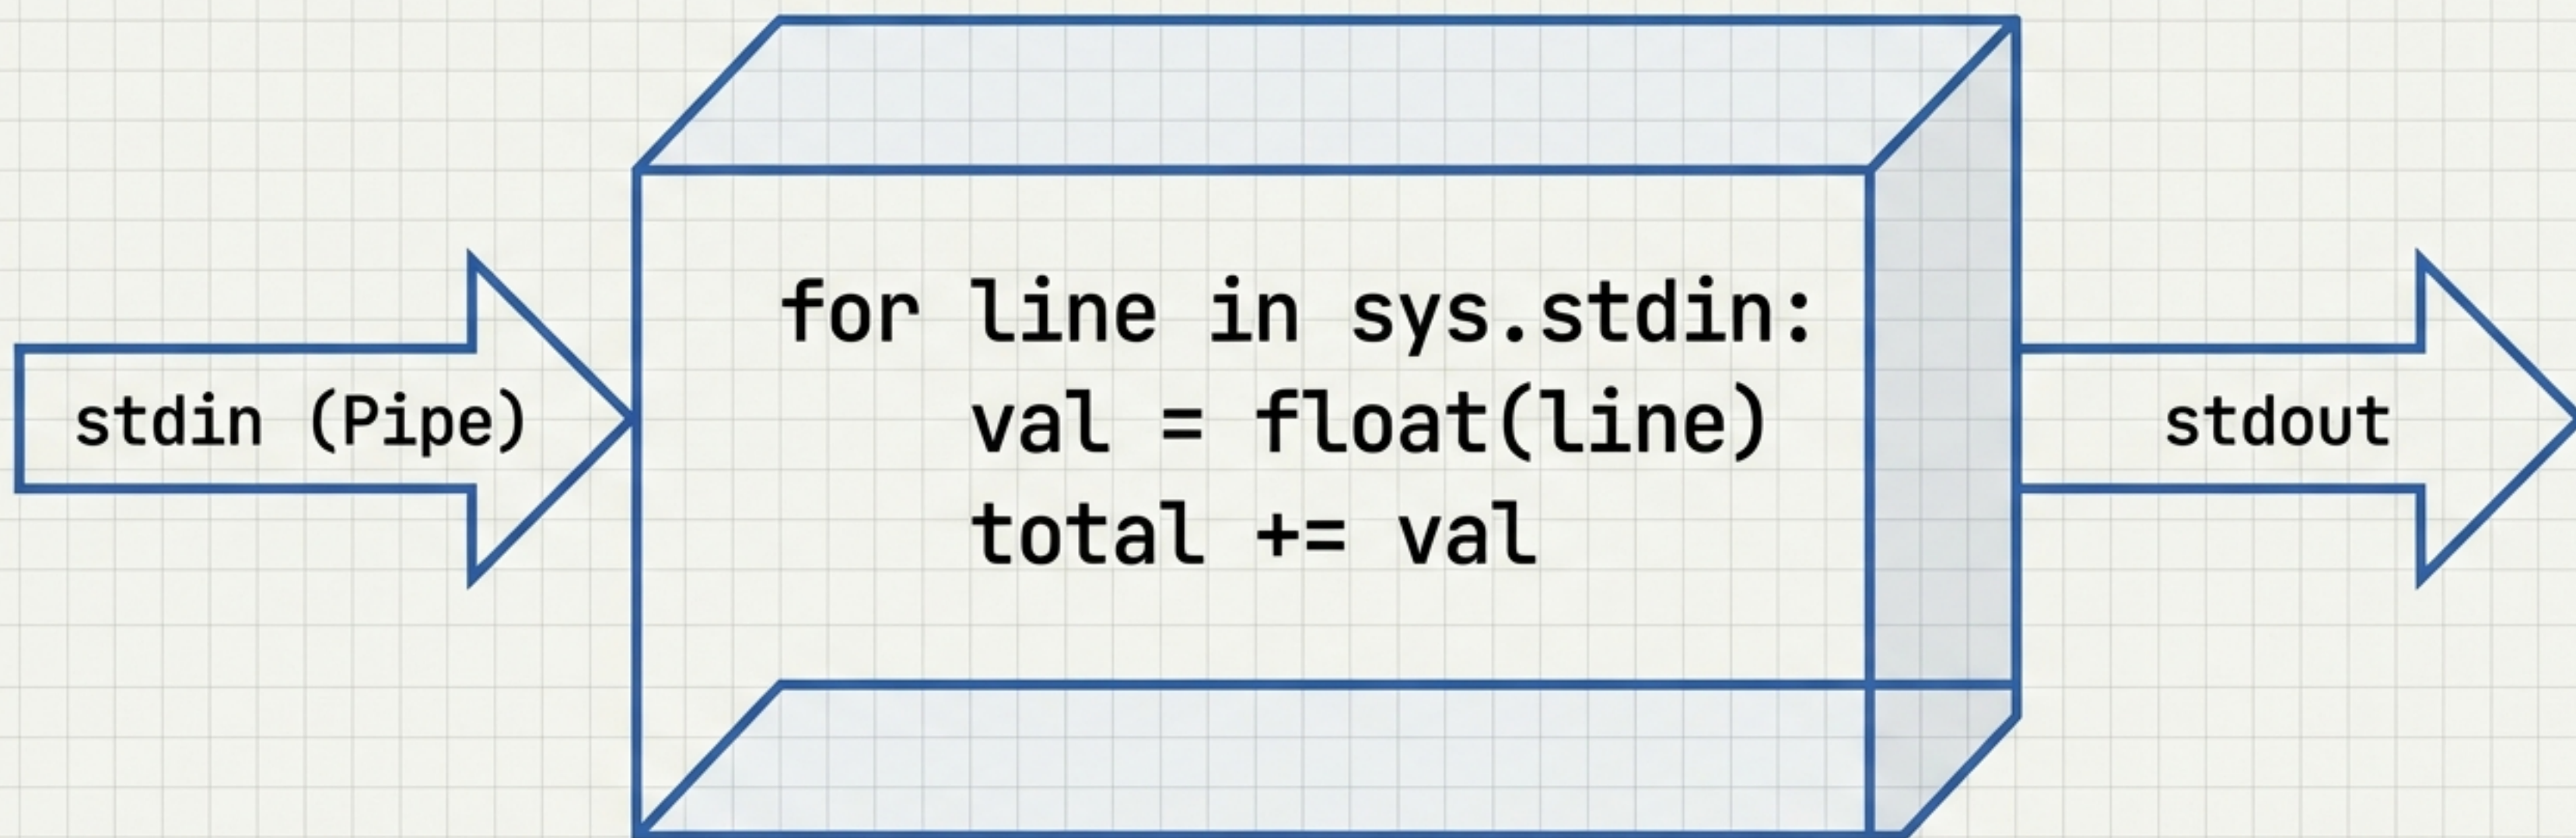 stdin (Pipe)
for line in sys.stdin:
    val = float(line)
    total += val
stdout